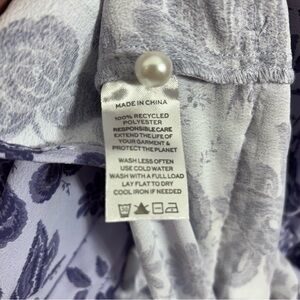 MADE IN CHINA
100% RECYCLED
POLYESTER
RESPONSIBLE CARE
EXTEND THE LIFE OF
YOUR GARMENT &
PROTECT THE PLANET
WASH LESS OFTEN
USE COLD WATER
WASH WITH A FULL LOAD
LAY FLAT TO DRY
COOL IRON IF NEEDED